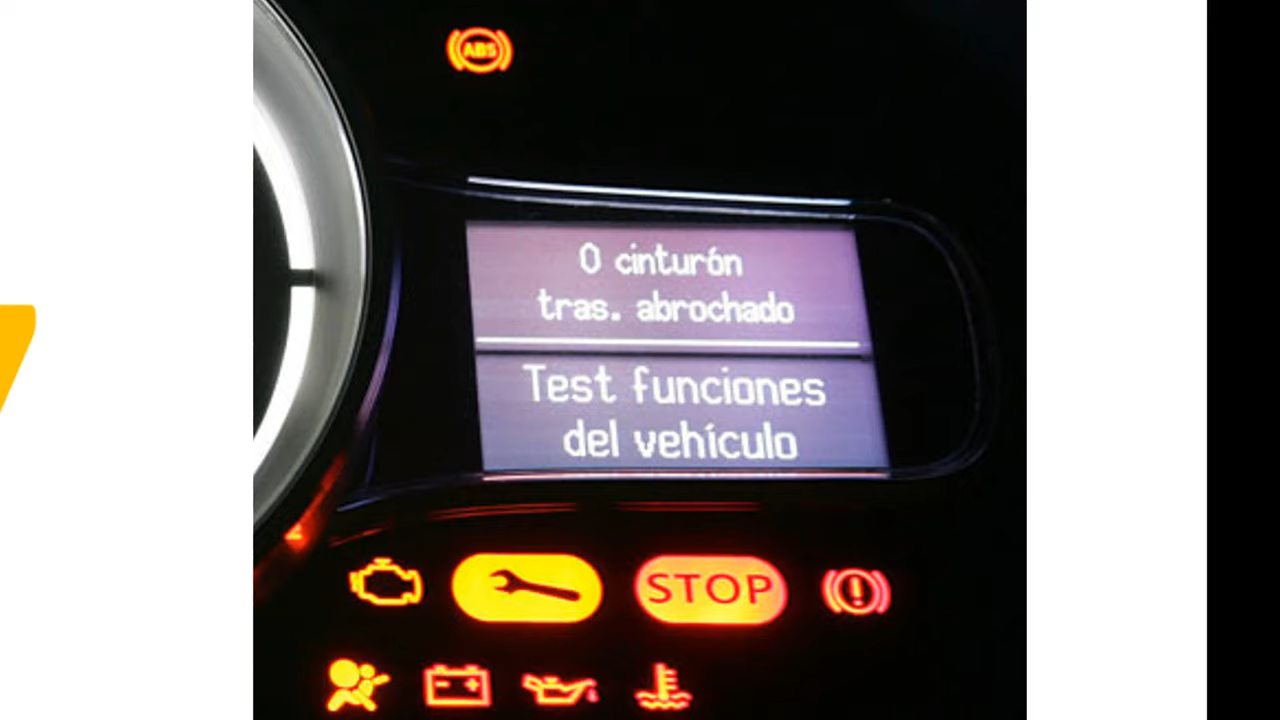 ABS
0 cinturón
tras. abrochado
Test funciones
del vehículo
STOP